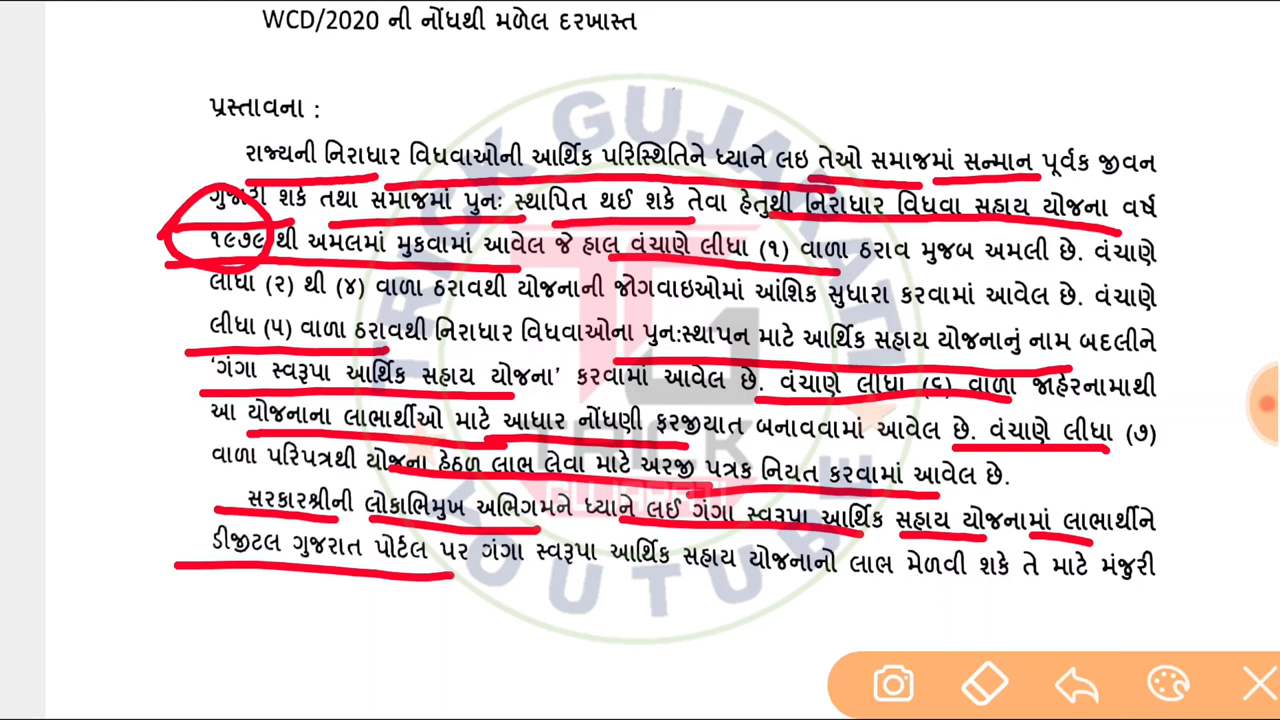 WCD/2020 ની નોંધથી મળેલ દરખાસ્ત
પ્રસ્તાવના :
રાજ્યની નિરાધાર વિધવાઓની આર્થિક પરિસ્થિતિને ધ્યાને લઇ તેઓ સમાજમાં સન્માન પૂર્વક જીવન
ગુજારી શકે તથા સમાજમાં પુનઃ સ્થાપિત થઈ શકે તેવા હેતુથી નિરાધાર વિધવા સહાય યોજના વર્ષ
૧૯૭૯ થી અમલમાં મુકવામાં આવેલ જે હાલ વંચાણે લીધા (૧) વાળા ઠરાવ મુજબ અમલી છે. વંચાણે
લીધા (૨) થી (૪) વાળા ઠરાવથી યોજનાની જોગવાઇઓમાં આંશિક સુધારા કરવામાં આવેલ છે. વંચાણે
લીધા (૫) વાળા ઠરાવથી નિરાધાર વિધવાઓના પુનઃસ્થાપન માટે આર્થિક સહાય યોજનાનું નામ બદલીને
‘ગંગા સ્વરૂપા આર્થિક સહાય યોજના’ કરવામાં આવેલ છે. વંચાણે લીધા (૬) વાળા જાહેરનામાથી
આ યોજનાના લાભાર્થીઓ માટે આધાર નોંધણી ફરજીયાત બનાવવામાં આવેલ છે. વંચાણે લીધા (૭)
વાળા પરિપત્રથી યોજના હેઠળ લાભ લેવા માટે અરજી પત્રક નિયત કરવામાં આવેલ છે.
સરકારશ્રીની લોકાભિમુખ અભિગમને ધ્યાને લઈ ગંગા સ્વરૂપા આર્થિક સહાય યોજનામાં લાભાર્થીને
ડીજીટલ ગુજરાત પોર્ટલ પર ગંગા સ્વરૂપા આર્થિક સહાય યોજનાનો લાભ મેળવી શકે તે માટે મંજુરી
TRICK GUJARATI
TRICK
GUJARATI
YOUTUBE